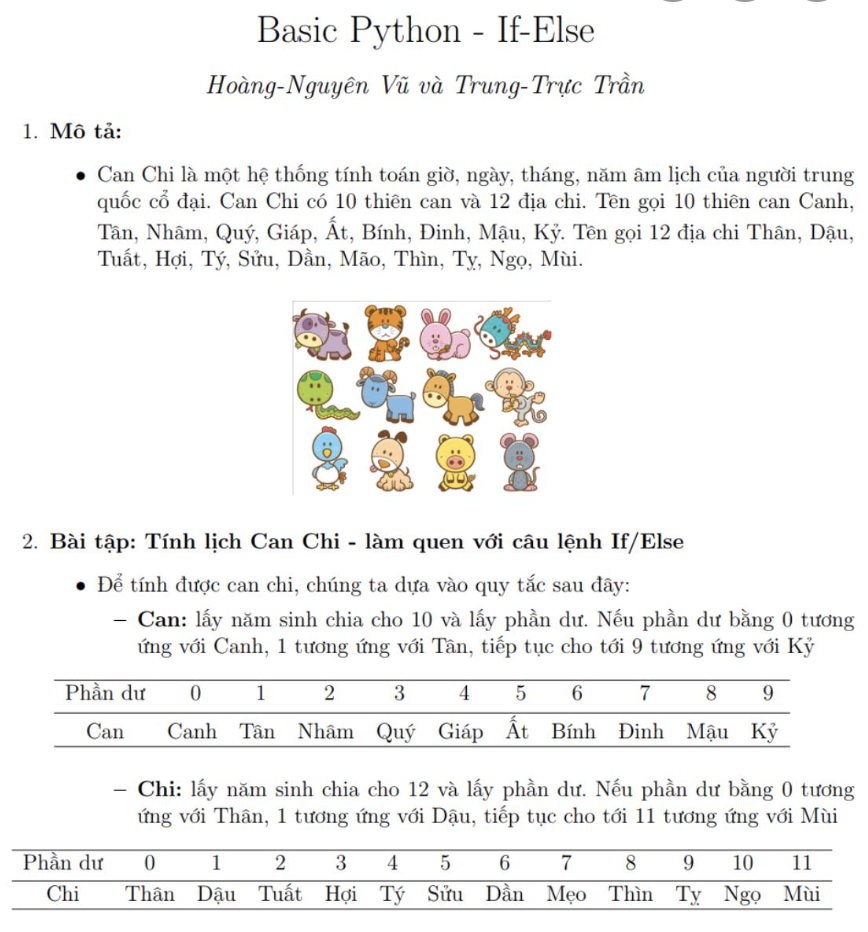 Basic Python - If-Else
Hoàng-Nguyên Vũ và Trung-Trực Trần
1. Mô tả:
• Can Chi là một hệ thống tính toán giờ, ngày, tháng, năm âm lịch của người trung
quốc cổ đại. Can Chi có 10 thiên can và 12 địa chi. Tên gọi 10 thiên can Canh,
Tân, Nhâm, Quý, Giáp, Ất, Bính, Đinh, Mậu, Kỷ. Tên gọi 12 địa chi Thân, Dậu,
Tuất, Hợi, Tý, Sửu, Dần, Mão, Thìn, Tỵ, Ngọ, Mùi.
2. Bài tập: Tính lịch Can Chi - làm quen với câu lệnh If/Else
• Để tính được can chi, chúng ta dựa vào quy tắc sau đây:
– Can: lấy năm sinh chia cho 10 và lấy phần dư. Nếu phần dư bằng 0 tương
ứng với Canh, 1 tương ứng với Tân, tiếp tục cho tới 9 tương ứng với Kỷ
Phần dư 0 1 2 3 4 5 6 7 8 9
Can Canh Tân Nhâm Quý Giáp Ất Bính Đinh Mậu Kỷ
– Chi: lấy năm sinh chia cho 12 và lấy phần dư. Nếu phần dư bằng 0 tương
ứng với Thân, 1 tương ứng với Dậu, tiếp tục cho tới 11 tương ứng với Mùi
Phần dư 0 1 2 3 4 5 6 7 8 9 10 11
Chi Thân Dậu Tuất Hợi Tý Sửu Dần Mẹo Thìn Tỵ Ngọ Mùi